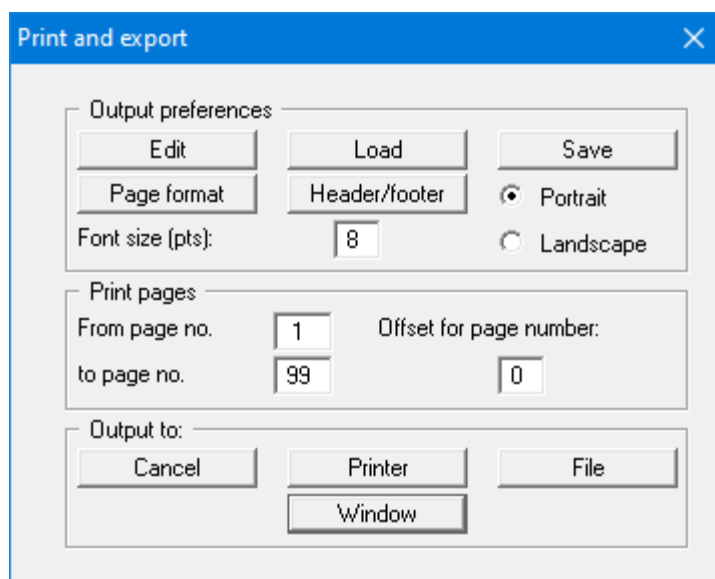 Print and export
Output preferences
Edit Load Save
Page format Header/footer Portrait
Font size (pts): 8 Landscape
Print pages
From page no. 1 Offset for page number:
to page no. 99 0
Output to:
Cancel Printer File
Window